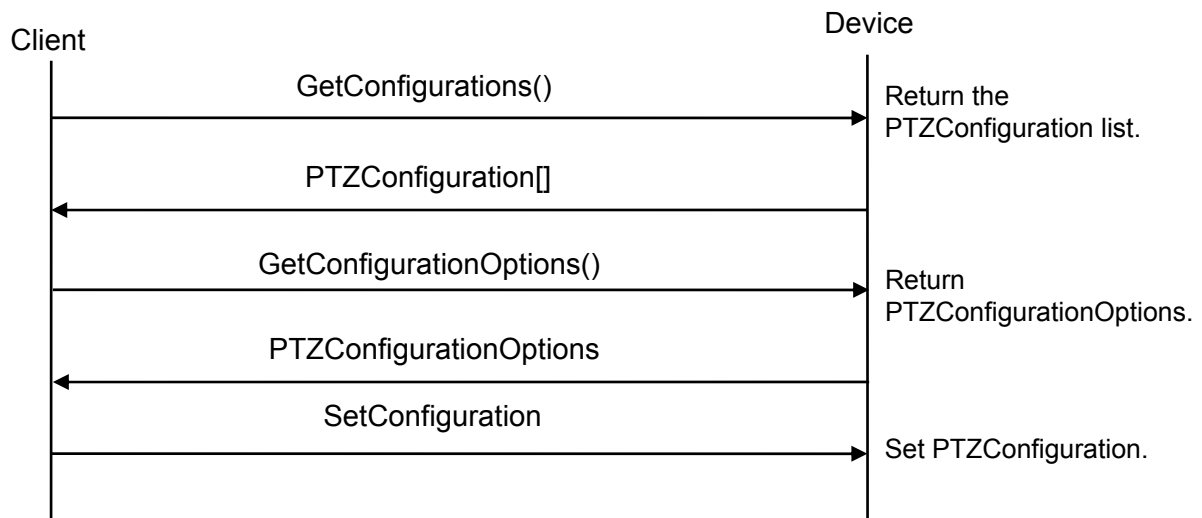 Client
Device
GetConfigurations()
Return the
PTZConfiguration list.
PTZConfiguration[]
GetConfigurationOptions()
Return
PTZConfigurationOptions.
PTZConfigurationOptions
SetConfiguration
Set PTZConfiguration.